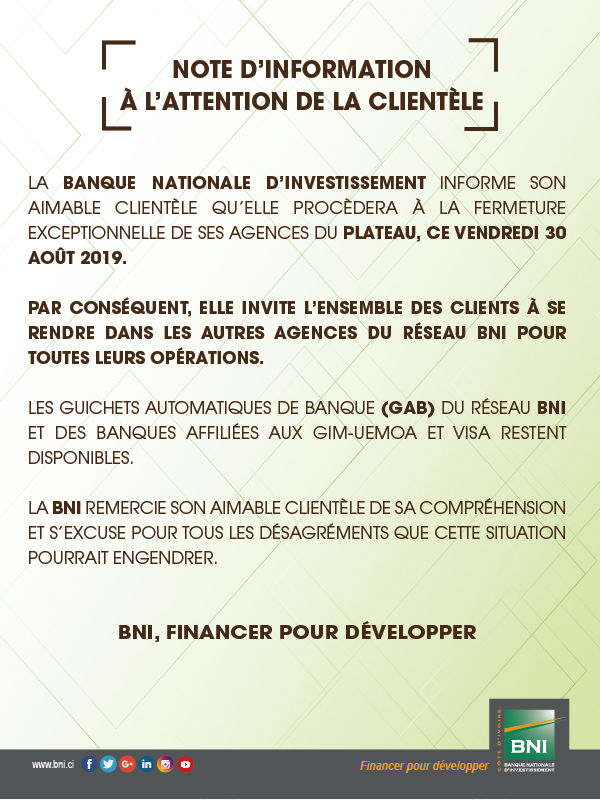 NOTE D'INFORMATION
À L'ATTENTION DE LA CLIENTÈLE
LA BANQUE NATIONALE D'INVESTISSEMENT INFORME SON
AIMABLE CLIENTÈLE QU'ELLE PROCÈDERA À LA FERMETURE
EXCEPTIONNELLE DE SES AGENCES DU PLATEAU, CE VENDREDI 30
AOÛT 2019.
PAR CONSÉQUENT, ELLE INVITE L'ENSEMBLE DES CLIENTS À SE
RENDRE DANS LES AUTRES AGENCES DU RÉSEAU BNI POUR
TOUTES LEURS OPÉRATIONS.
LES GUICHETS AUTOMATIQUES DE BANQUE (GAB) DU RÉSEAU BNI
ET DES BANQUES AFFILIÉES AUX GIM-UEMOA ET VISA RESTENT
DISPONIBLES.
LA BNI REMERCIE SON AIMABLE CLIENTÈLE DE SA COMPRÉHENSION
ET S'EXCUSE POUR TOUS LES DÉSAGRÉMENTS QUE CETTE SITUATION
POURRAIT ENGENDRER.
BNI, FINANCER POUR DÉVELOPPER
www.bni.ci
Financer pour développer
CÔTE D'IVOIRE
BNI
BANQUE NATIONALE
D'INVESTISSEMENT